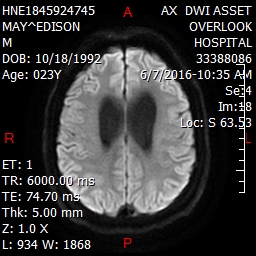 HNE1845924745
MAY^EDISON
M
DOB: 10/18/1992
Age: 023Y
A
AX DWI ASSET
OVERLOOK
HOSPITAL
33388086
6/7/2016-10:35 AM
Se:4
Im:18
Loc: S 63.53
R
L
ET: 1
TR: 6000.00 ms
TE: 74.70 ms
Thk: 5.00 mm
Z: 1.0 X
L: 934 W: 1868
P